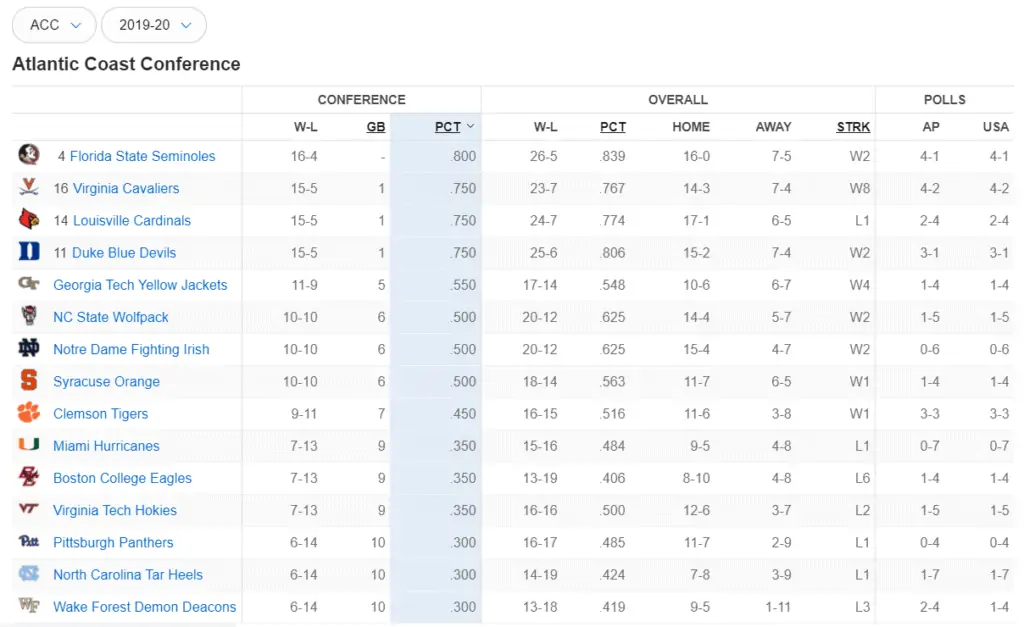 ACC 2019-20
Atlantic Coast Conference
CONFERENCE OVERALL POLLS
W-L GB PCT W-L PCT HOME AWAY STRK AP USA
4 Florida State Seminoles 16-4 - .800 26-5 .839 16-0 7-5 W2 4-1 4-1
16 Virginia Cavaliers 15-5 1 .750 23-7 .767 14-3 7-4 W8 4-2 4-2
14 Louisville Cardinals 15-5 1 .750 24-7 .774 17-1 6-5 L1 2-4 2-4
11 Duke Blue Devils 15-5 1 .750 25-6 .806 15-2 7-4 W2 3-1 3-1
Georgia Tech Yellow Jackets 11-9 5 .550 17-14 .548 10-6 6-7 W4 1-4 1-4
NC State Wolfpack 10-10 6 .500 20-12 .625 14-4 5-7 W2 1-5 1-5
Notre Dame Fighting Irish 10-10 6 .500 20-12 .625 15-4 4-7 W2 0-6 0-6
Syracuse Orange 10-10 6 .500 18-14 .563 11-7 6-5 W1 1-4 1-4
Clemson Tigers 9-11 7 .450 16-15 .516 11-6 3-8 W1 3-3 3-3
Miami Hurricanes 7-13 9 .350 15-16 .484 9-5 4-8 L1 0-7 0-7
Boston College Eagles 7-13 9 .350 13-19 .406 8-10 4-8 L6 1-4 1-4
Virginia Tech Hokies 7-13 9 .350 16-16 .500 12-6 3-7 L2 1-5 1-5
Pittsburgh Panthers 6-14 10 .300 16-17 .485 11-7 2-9 L1 0-4 0-4
North Carolina Tar Heels 6-14 10 .300 14-19 .424 7-8 3-9 L1 1-7 1-7
Wake Forest Demon Deacons 6-14 10 .300 13-18 .419 9-5 1-11 L3 2-4 1-4